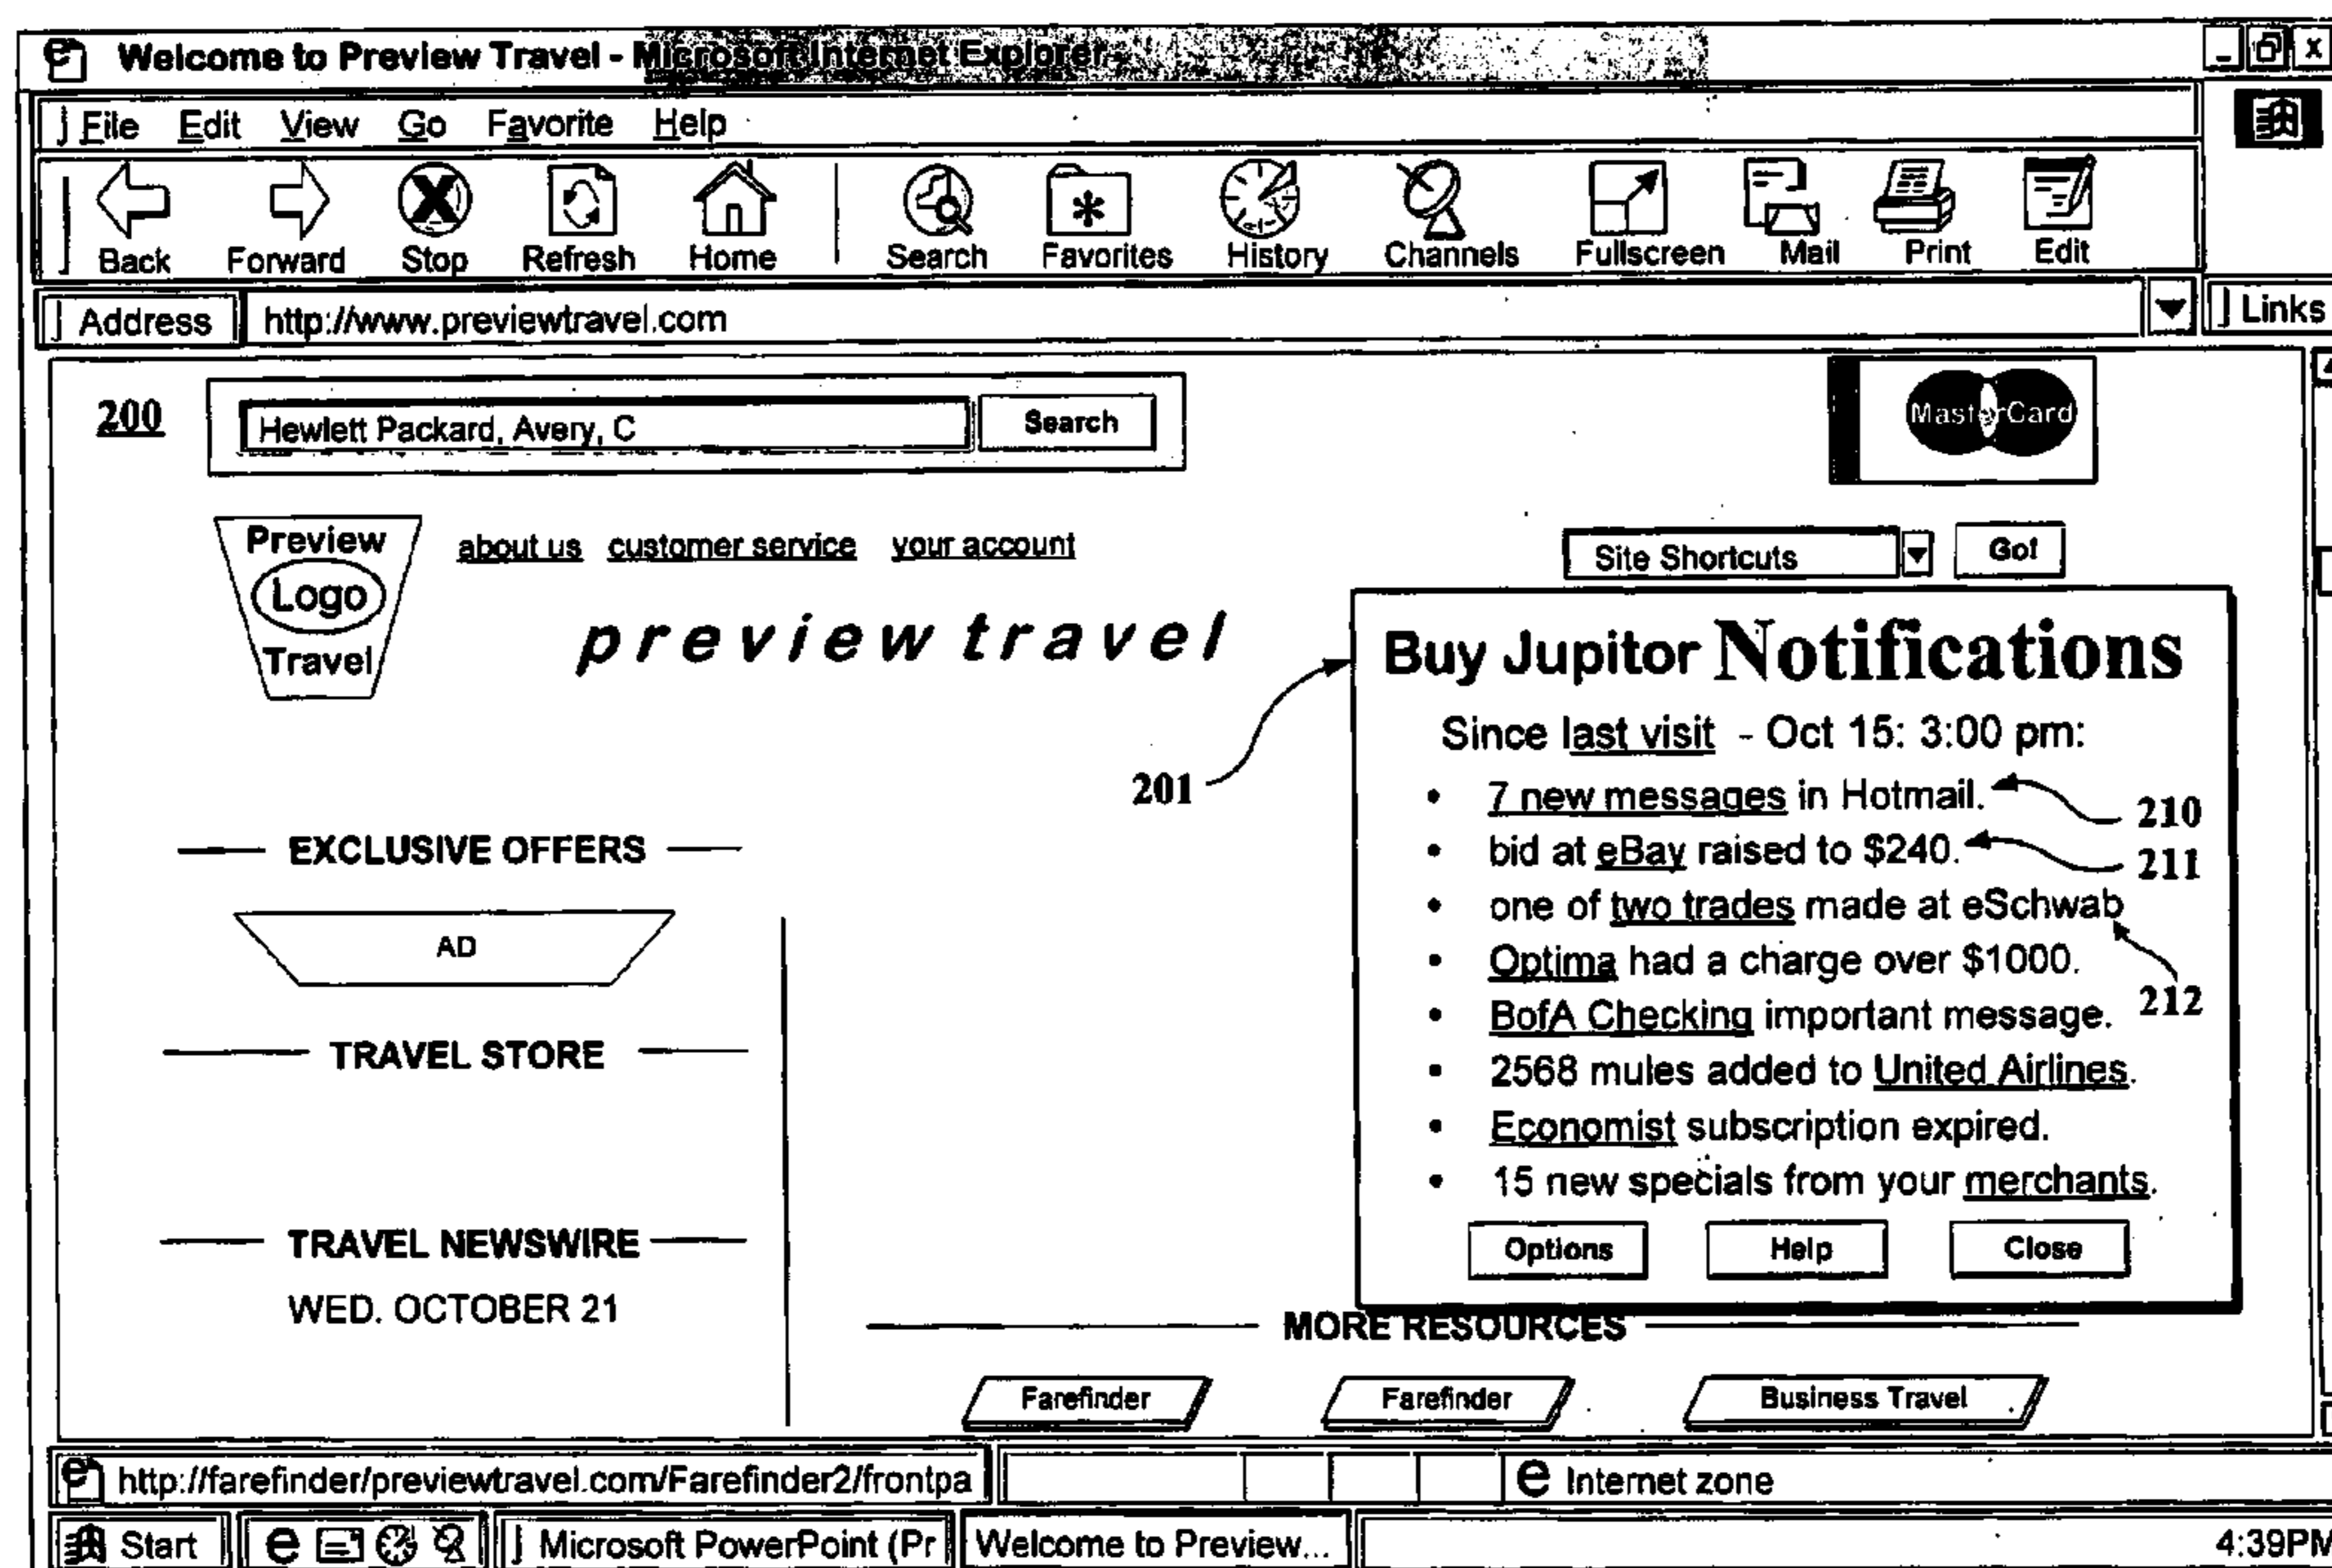 Welcome to Preview Travel - Microsoft Internet Explorer
File Edit View Go Favorite Help
Back Forward Stop Refresh Home Search Favorites History Channels Fullscreen Mail Print Edit
Address http://www.previewtravel.com Links
200 Hewlett Packard, Avery, C Search MasterCard
Preview Logo Travel
about us customer service your account
Site Shortcuts Go!
preview travel
Buy Jupitor Notifications
Since last visit - Oct 15: 3:00 pm:
201
• 7 new messages in Hotmail. 210
• bid at eBay raised to $240. 211
• one of two trades made at eSchwab
• Optima had a charge over $1000.
• BofA Checking important message. 212
• 2568 mules added to United Airlines.
• Economist subscription expired.
• 15 new specials from your merchants.
Options Help Close
EXCLUSIVE OFFERS
AD
TRAVEL STORE
TRAVEL NEWSWIRE
WED. OCTOBER 21
MORE RESOURCES
Farefinder Farefinder Business Travel
http://farefinder/previewtravel.com/Farefinder2/frontpa e Internet zone
Start e Microsoft PowerPoint (Pr Welcome to Preview... 4:39PM